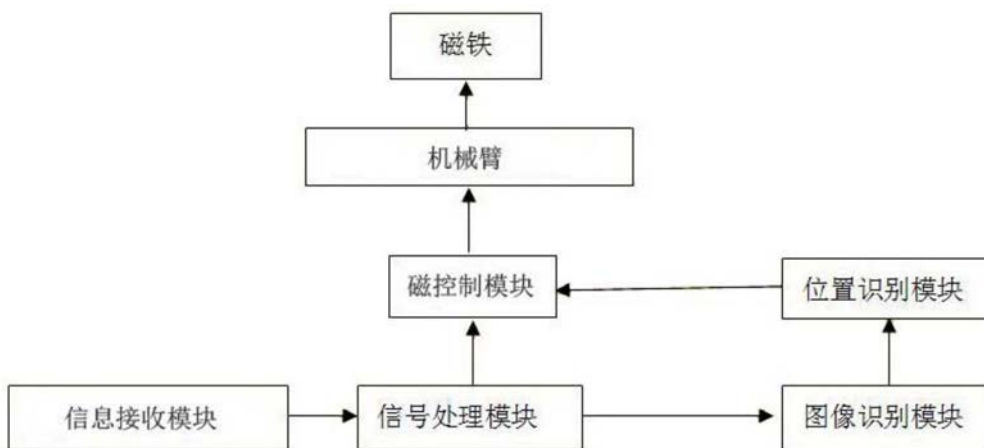 磁铁
机械臂
磁控制模块
位置识别模块
信息接收模块
信号处理模块
图像识别模块